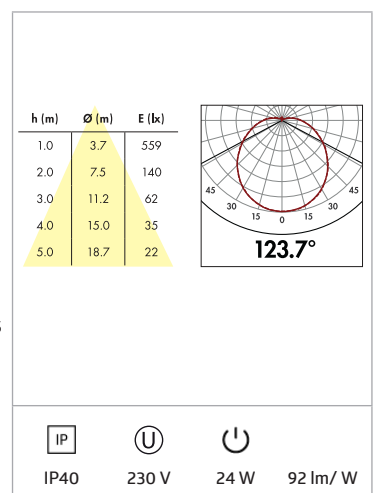 h (m) Ø (m) E (lx)
1.0 3.7 559
2.0 7.5 140
3.0 11.2 62
4.0 15.0 35
5.0 18.7 22
45 30 15 0 15 30 45
123.7°
IP U
IP40 230 V 24 W 92 lm/ W